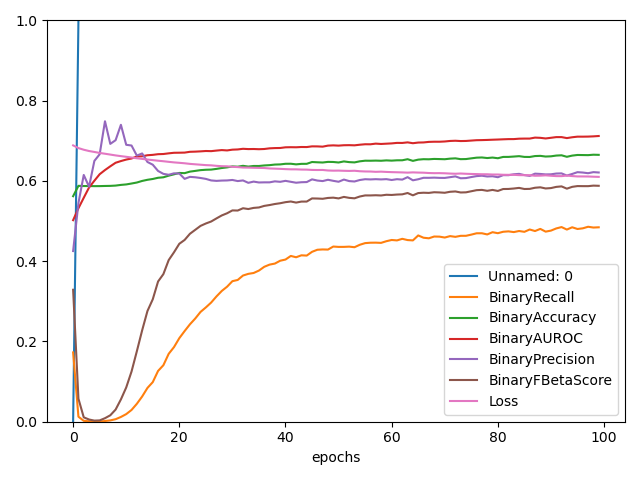 1.0
0.8
0.6
0.4
0.2
0.0
Unnamed: 0
BinaryRecall
BinaryAccuracy
BinaryAUROC
BinaryPrecision
BinaryFBetaScore
Loss
0 20 40 60 80 100
epochs